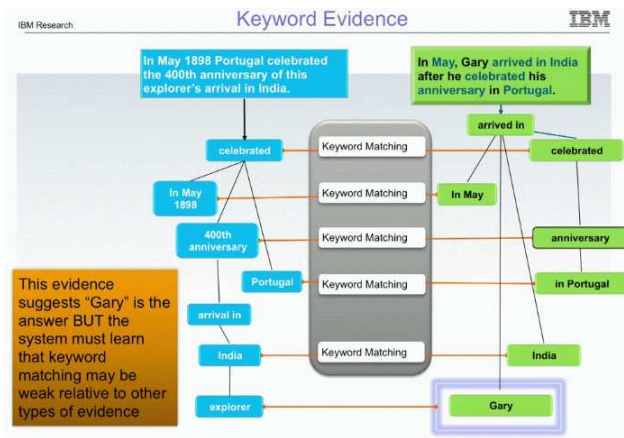 IBM Research
Keyword Evidence
IBM
In May 1898 Portugal celebrated
the 400th anniversary of this
explorer's arrival in India.
In May, Gary arrived in India
after he celebrated his
anniversary in Portugal.
arrived in
celebrated
Keyword Matching
celebrated
In May
1898
Keyword Matching
In May
400th
anniversary
Keyword Matching
anniversary
Portugal
Keyword Matching
in Portugal
arrival in
India
Keyword Matching
India
explorer
Gary
This evidence
suggests "Gary" is the
answer BUT the
system must learn
that keyword
matching may be
weak relative to other
types of evidence